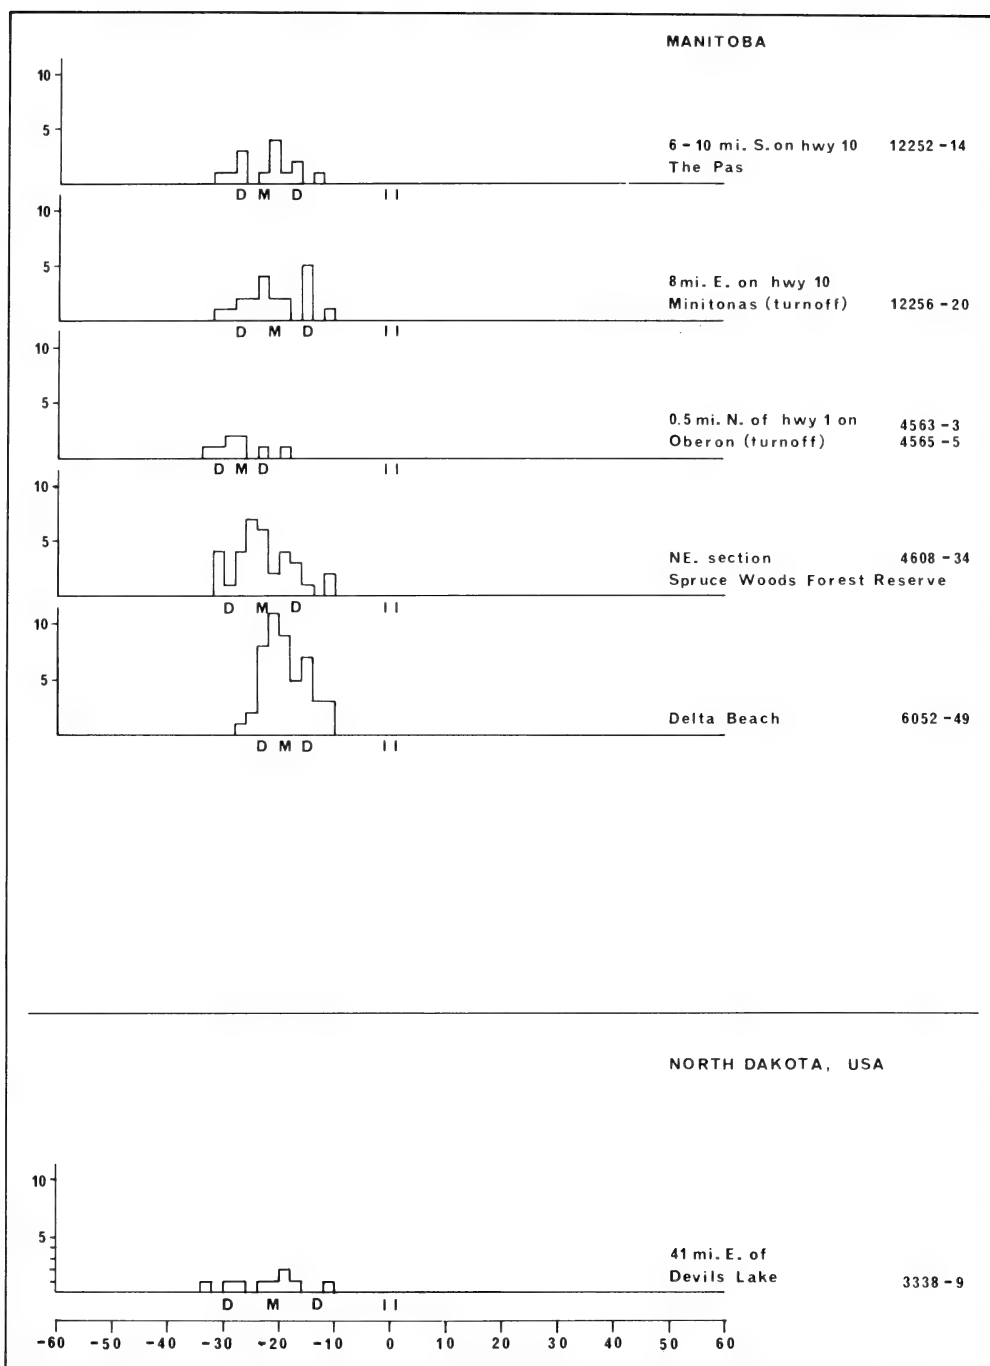 MANITOBA
10
5
6-10 mi. S. on hwy 10 12252-14
The Pas
D M D I I
10
5
8 mi. E. on hwy 10
Minitonas (turnoff) 12256-20
D M D I I
10
5
0.5 mi. N. of hwy 1 on 4563-3
Oberon (turnoff) 4565-5
D M D I I
10
5
NE. section 4608-34
Spruce Woods Forest Reserve
D M D I I
10
5
Delta Beach 6052-49
D M D I I
NORTH DAKOTA, USA
10
5
41 mi. E. of
Devils Lake 3338-9
D M D I I
-60 -50 -40 -30 -20 -10 0 10 20 30 40 50 60